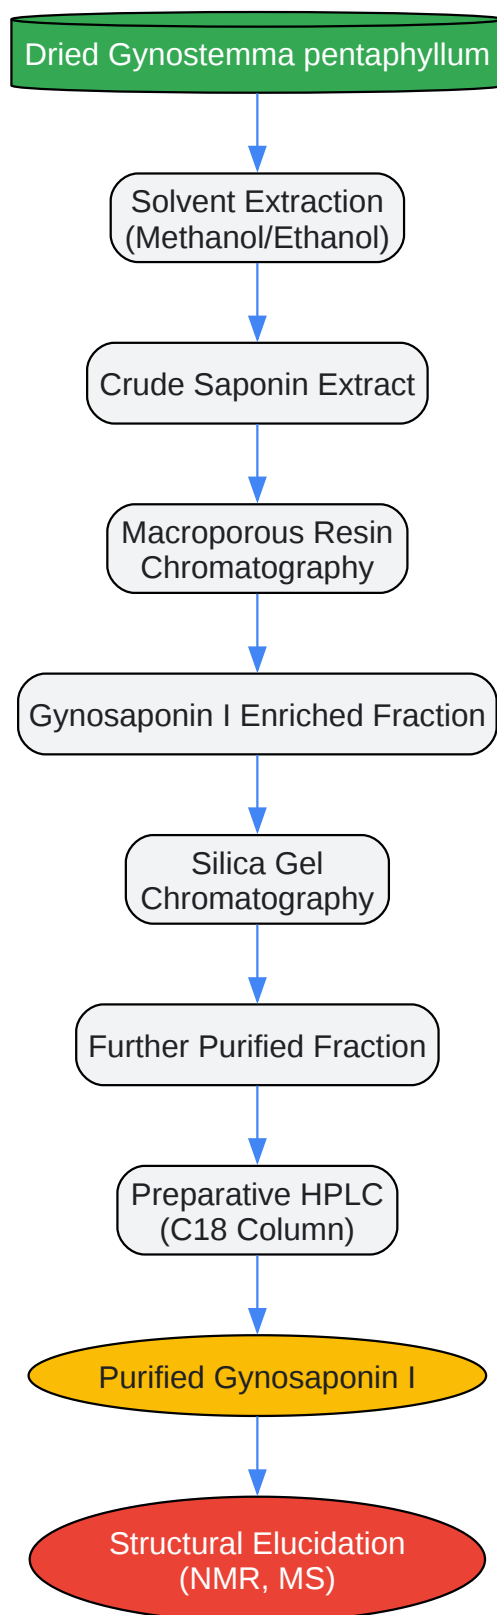 Dried Gynostemma pentaphyllum
Solvent Extraction
(Methanol/Ethanol)
Crude Saponin Extract
Macroporous Resin
Chromatography
Gynosaponin I Enriched Fraction
Silica Gel
Chromatography
Further Purified Fraction
Preparative HPLC
(C18 Column)
Purified Gynosaponin I
Structural Elucidation
(NMR, MS)